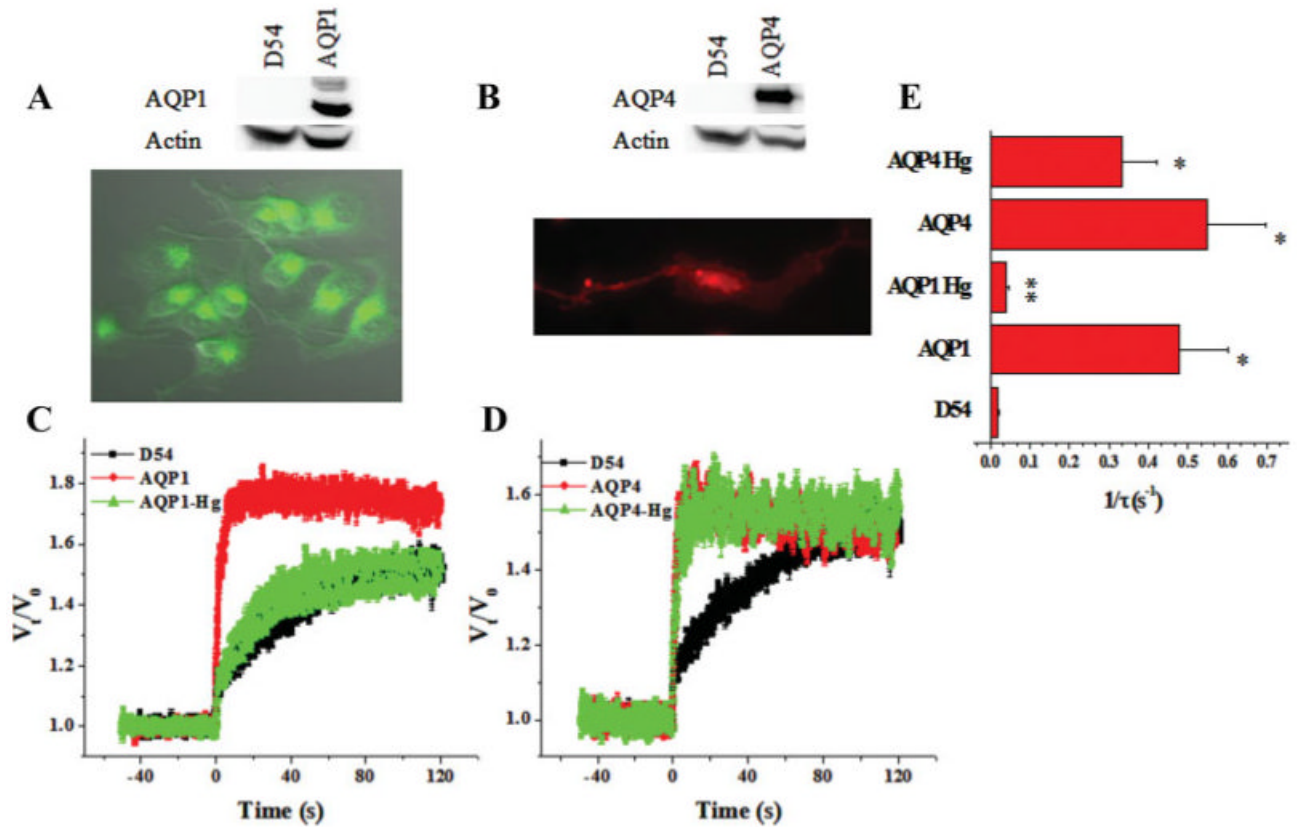 A
D54
AQP1
AQP1
Actin
B
D54
AQP4
AQP4
Actin
C
D54
AQP1
AQP1-Hg
1.8
1.6
1.4
1.2
1.0
Vt/V0
-40 0 40 80 120
Time (s)
D
D54
AQP4
AQP4-Hg
1.6
1.4
1.2
1.0
Vt/V0
-40 0 40 80 120
Time (s)
E
AQP4 Hg
*
AQP4
*
AQP1 Hg
**
AQP1
*
D54
0.0 0.1 0.2 0.3 0.4 0.5 0.6 0.7
1/τ(s⁻¹)